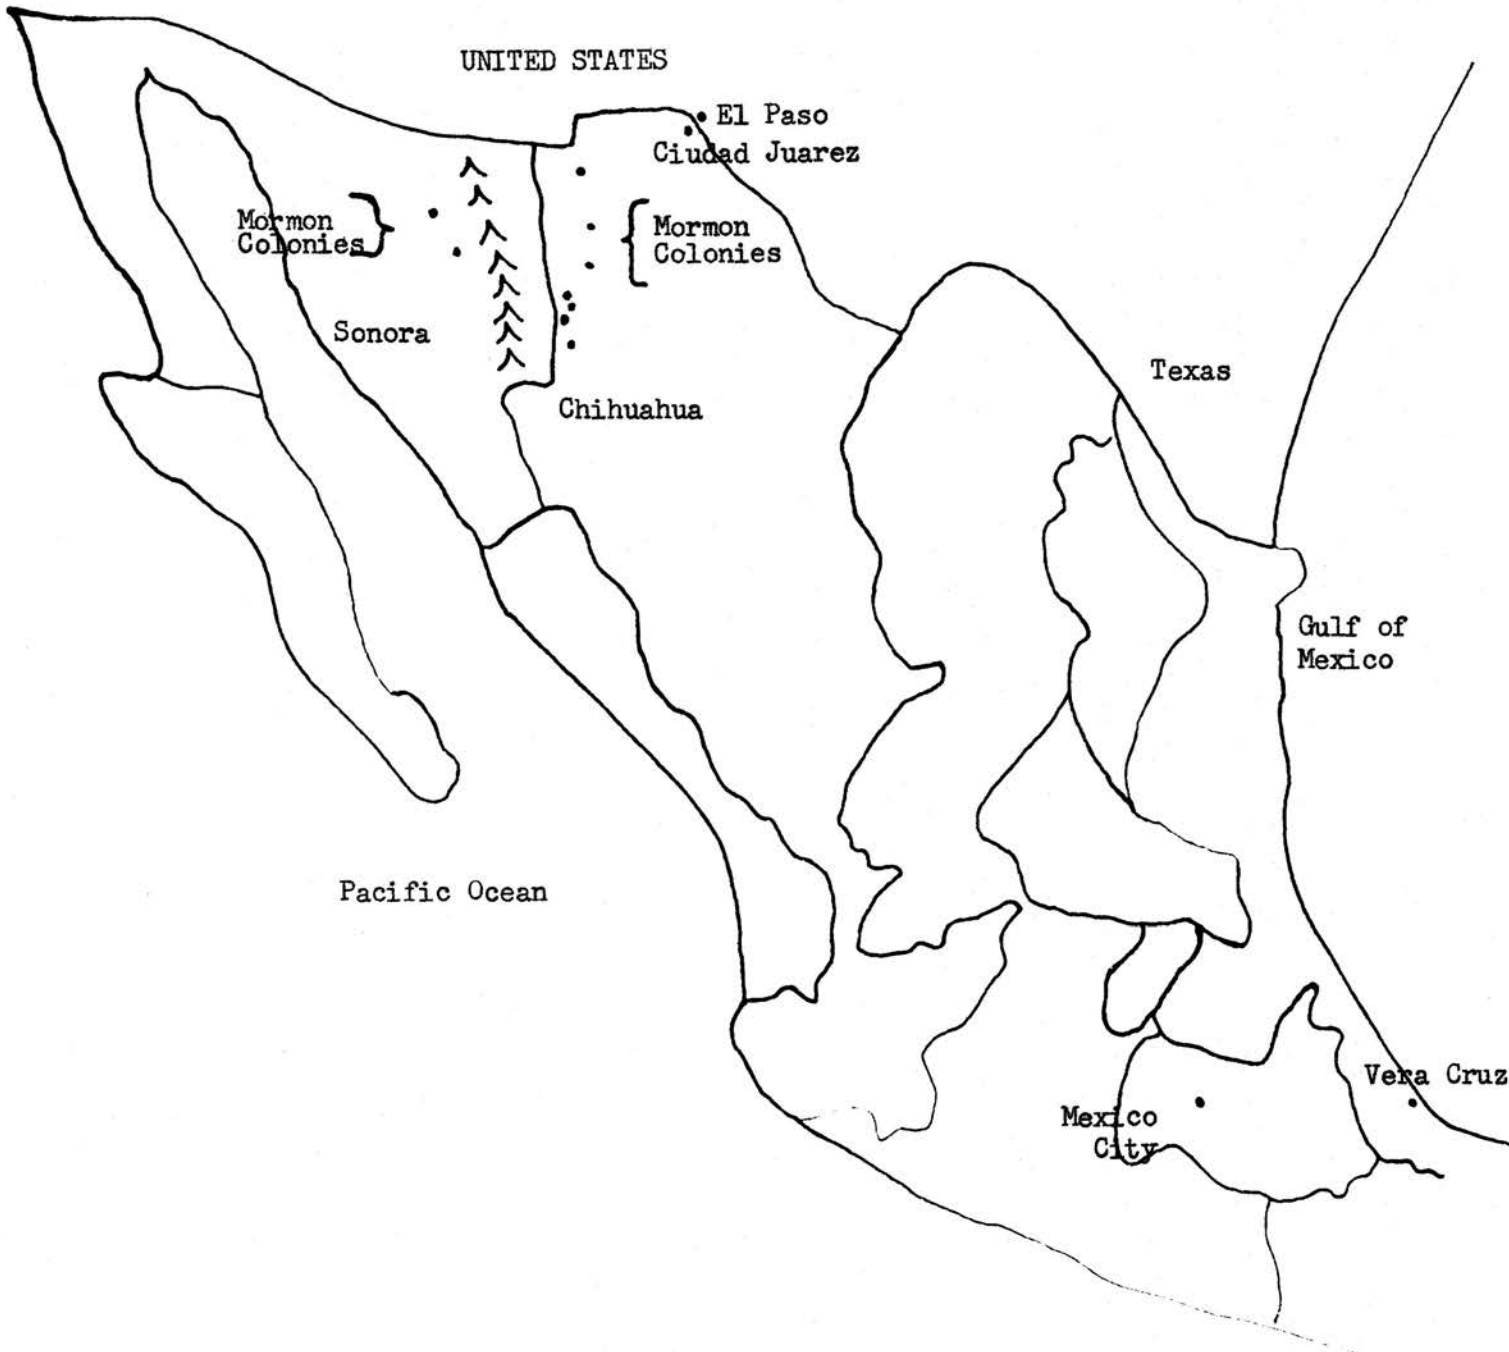 UNITED STATES
El Paso
Ciudad Juarez
Mormon
Colonies
Mormon
Colonies
Sonora
Texas
Chihuahua
Gulf of
Mexico
Pacific Ocean
Vera Cruz
Mexico
City